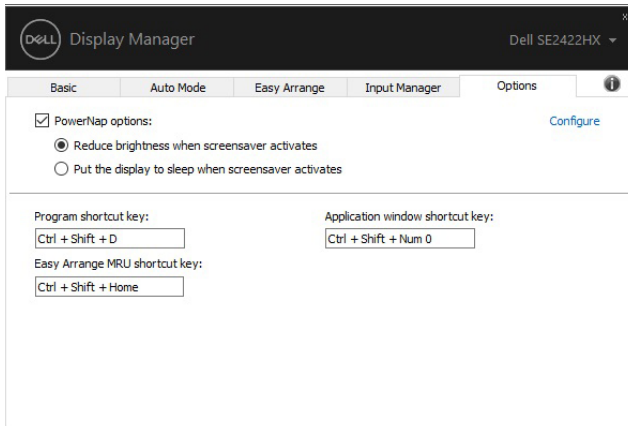 DELL Display Manager
Dell SE2422HX
x
Basic Auto Mode Easy Arrange Input Manager Options
PowerNap options: Configure
Reduce brightness when screensaver activates
Put the display to sleep when screensaver activates
Program shortcut key: Application window shortcut key:
Ctrl + Shift + D Ctrl + Shift + Num 0
Easy Arrange MRU shortcut key:
Ctrl + Shift + Home